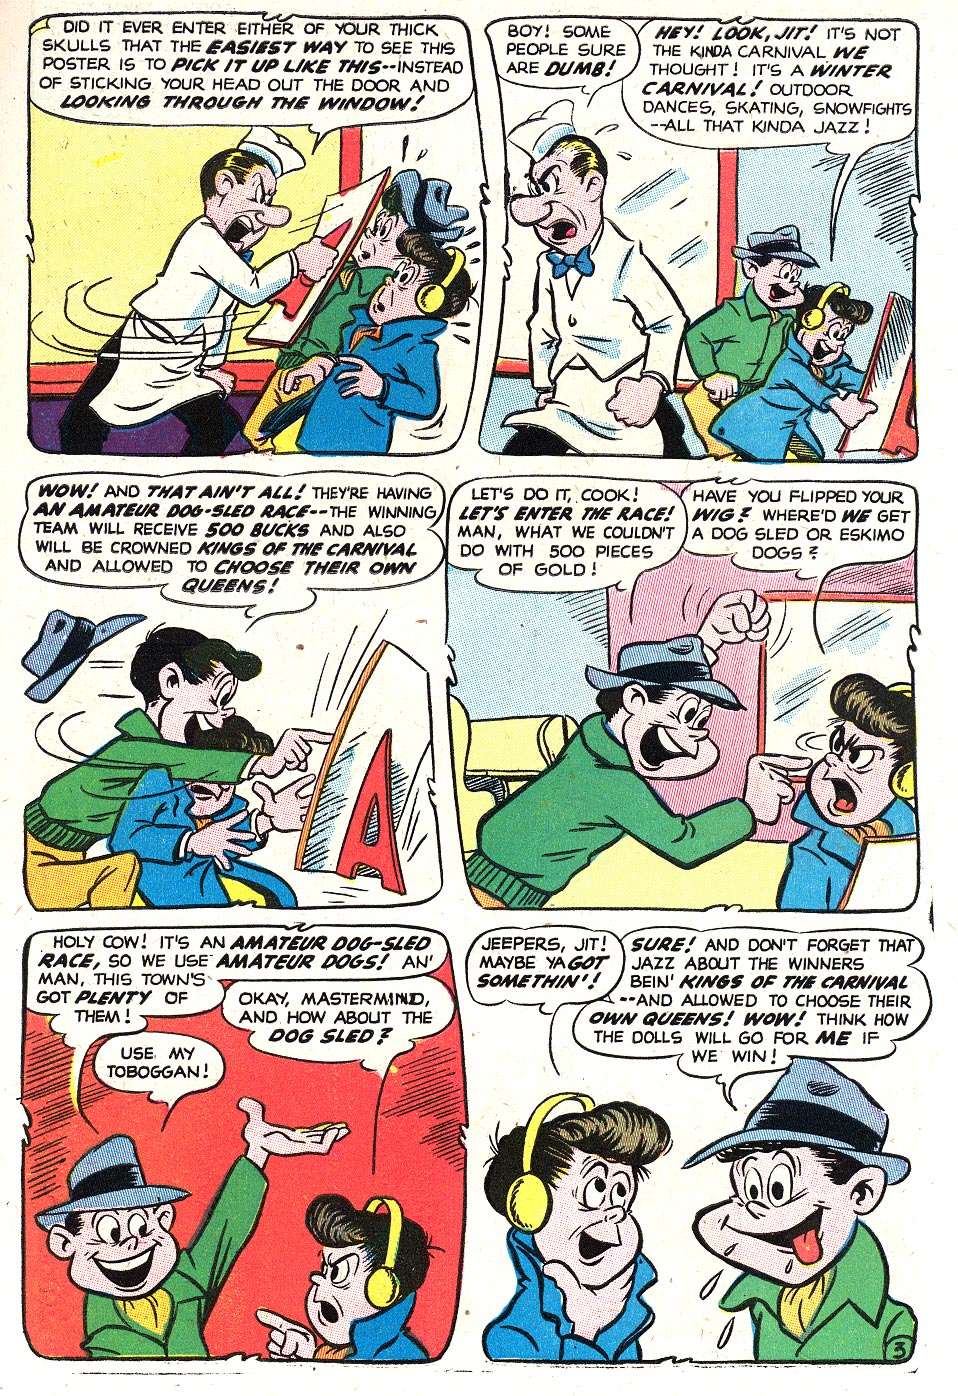 DID IT EVER ENTER EITHER OF YOUR THICK
SKULLS THAT THE EASIEST WAY TO SEE THIS
POSTER IS TO PICK IT UP LIKE THIS--INSTEAD
OF STICKING YOUR HEAD OUT THE DOOR AND
LOOKING THROUGH THE WINDOW!
BOY! SOME
PEOPLE SURE
ARE DUMB!
HEY! LOOK, JIT! IT'S NOT
THE KINDA CARNIVAL WE
THOUGHT! IT'S A WINTER
CARNIVAL! OUTDOOR
DANCES, SKATING, SNOWFIGHTS
--ALL THAT KINDA JAZZ!
WOW! AND THAT AIN'T ALL! THEY'RE HAVING
AN AMATEUR DOG-SLED RACE--THE WINNING
TEAM WILL RECEIVE 500 BUCKS AND ALSO
WILL BE CROWNED KINGS OF THE CARNIVAL
AND ALLOWED TO CHOOSE THEIR OWN
QUEENS!
A
LET'S DO IT, COOK!
LET'S ENTER THE RACE!
MAN, WHAT WE COULDN'T
DO WITH 500 PIECES
OF GOLD!
HAVE YOU FLIPPED YOUR
WIG? WHERE'D WE GET
A DOG SLED OR ESKIMO
DOGS?
HOLY COW! IT'S AN AMATEUR DOG-SLED
RACE, SO WE USE AMATEUR DOGS! AN'
MAN, THIS TOWN'S
GOT PLENTY OF
THEM!
OKAY, MASTERMIND,
AND HOW ABOUT THE
DOG SLED?
USE MY
TOBOGGAN!
JEEPERS, JIT!
MAYBE YA GOT
SOMETHIN'!
SURE! AND DON'T FORGET THAT
JAZZ ABOUT THE WINNERS
BEIN' KINGS OF THE CARNIVAL
--AND ALLOWED TO CHOOSE THEIR
OWN QUEENS! WOW! THINK HOW
THE DOLLS WILL GO FOR ME IF
WE WIN!
3